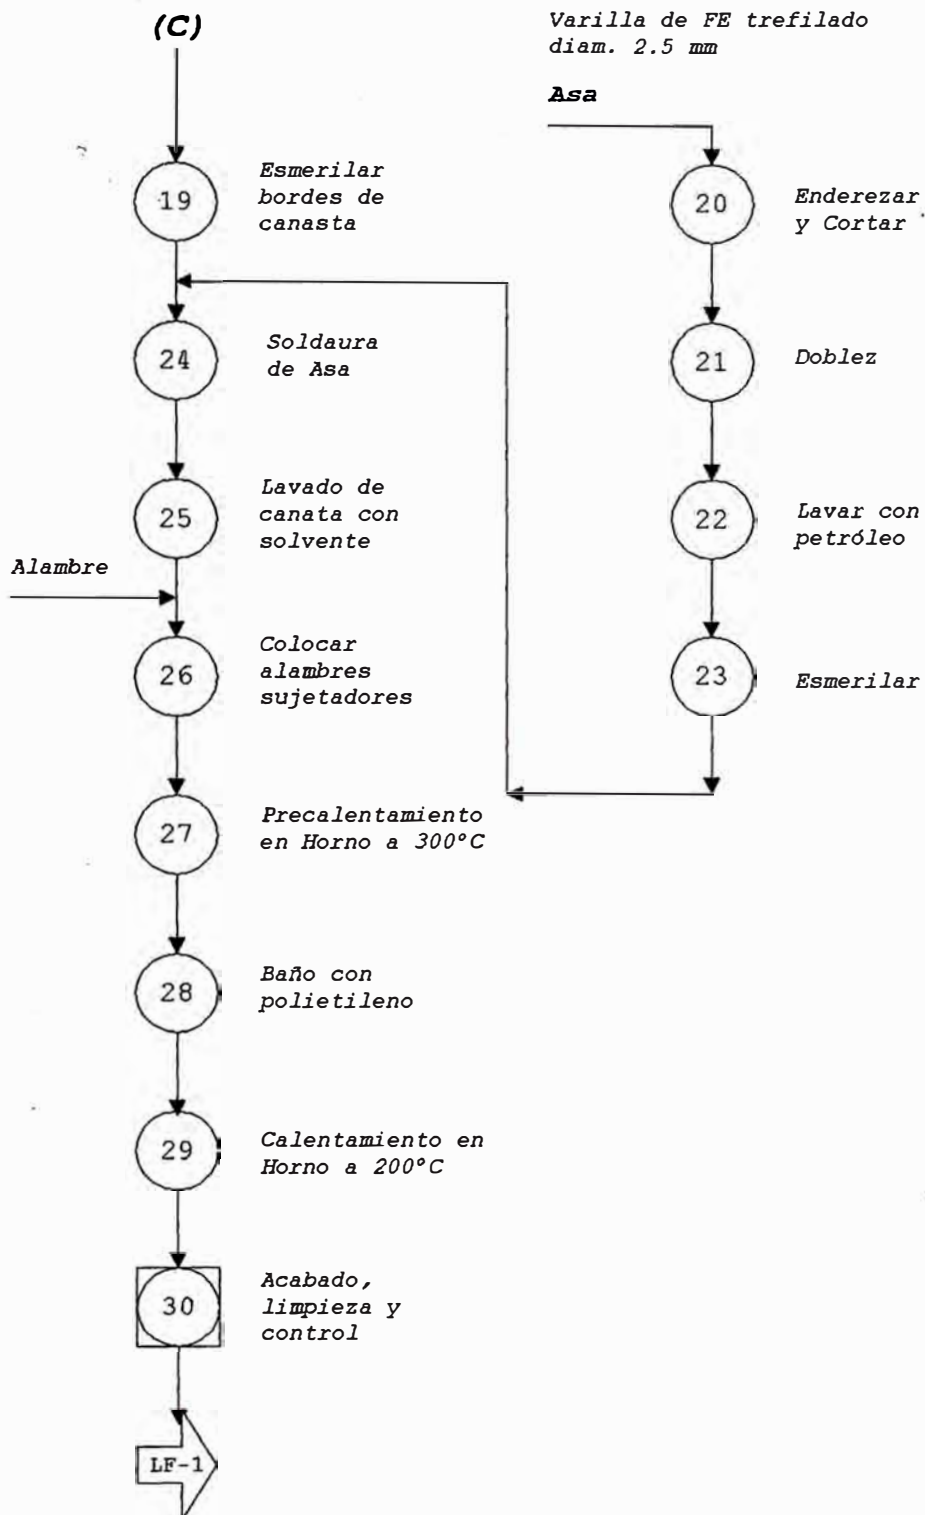 (C)
Varilla de FE trefilado
diam. 2.5 mm
Asa
19
Esmerilar
bordes de
canasta
20
Enderezar
y Cortar
24
Soldaura
de Asa
21
Doblez
25
Lavado de
canata con
solvente
22
Lavar con
petróleo
Alambre
26
Colocar
alambres
sujetadores
23
Esmerilar
27
Precalentamiento
en Horno a 300°C
28
Baño con
polietileno
29
Calentamiento en
Horno a 200°C
30
Acabado,
limpieza y
control
LF-1